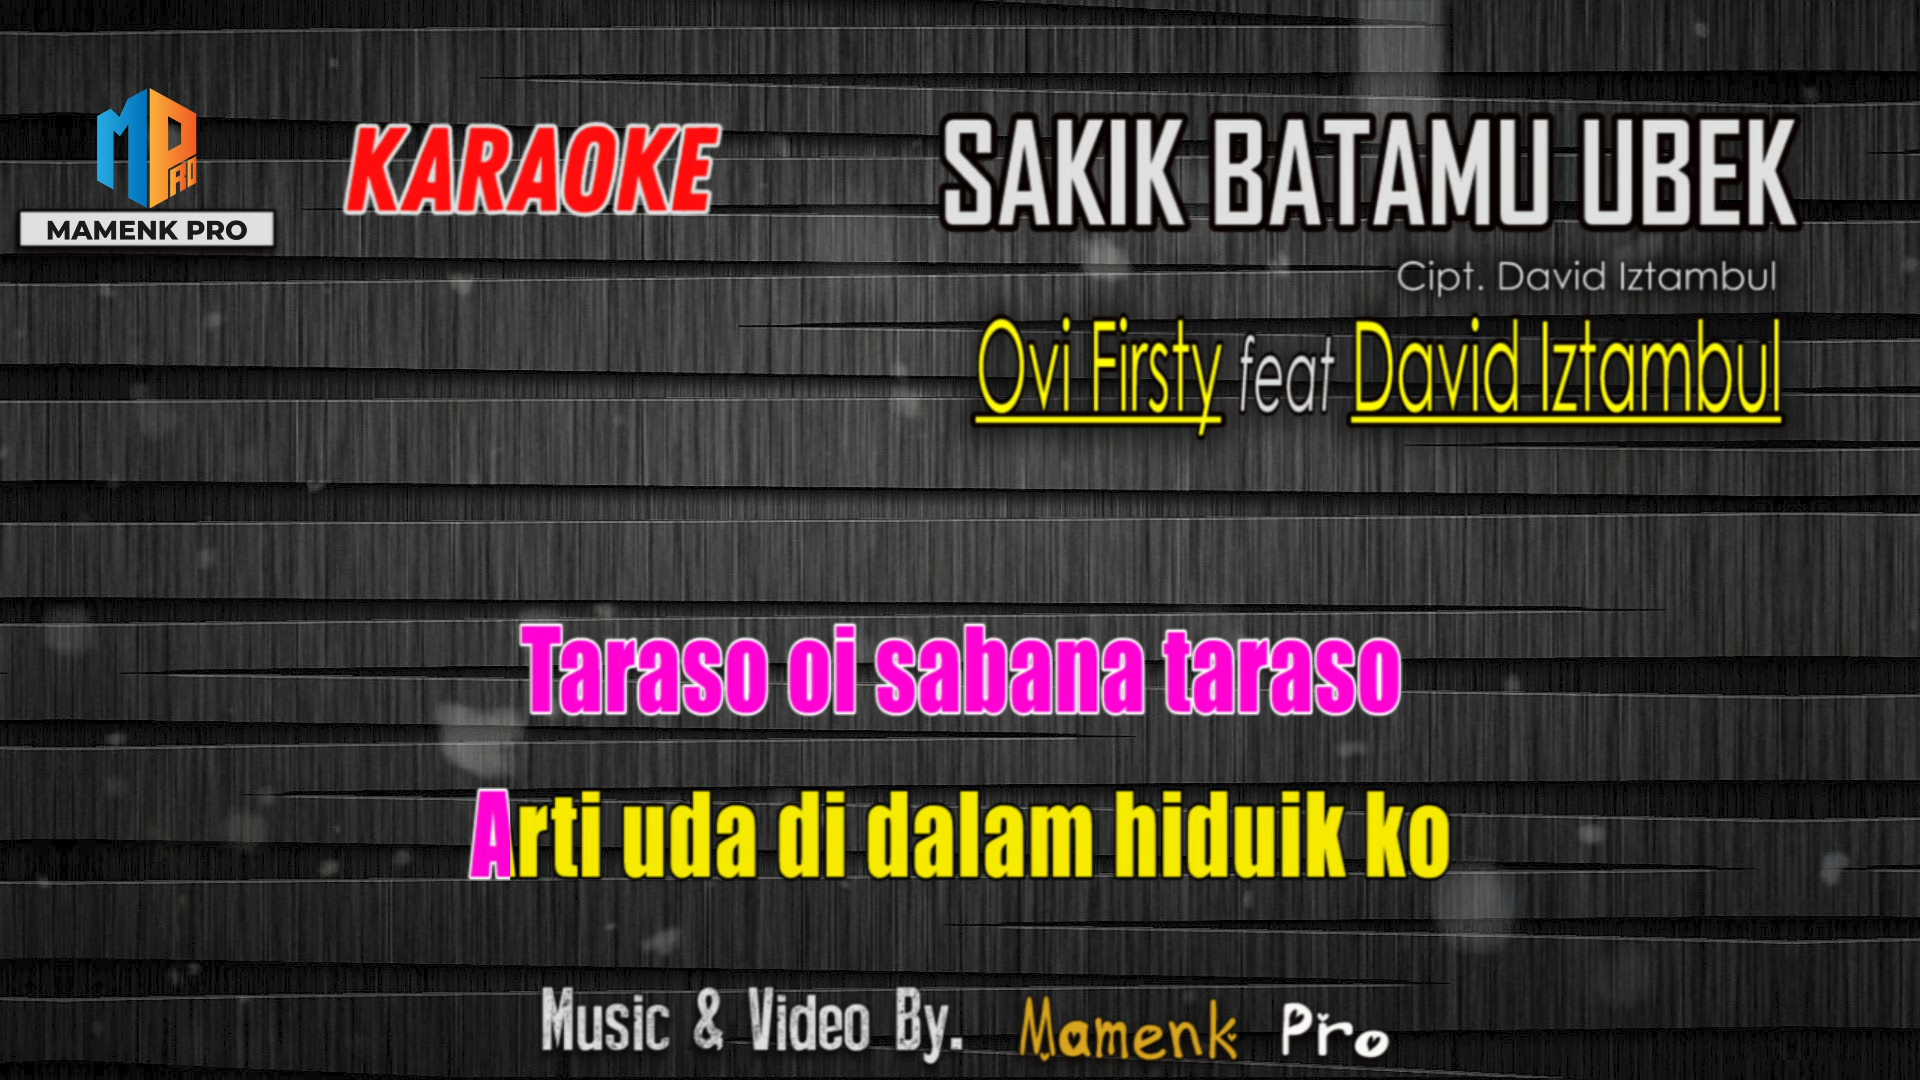 MPRO
MAMENK PRO
KARAOKE
SAKIK BATAMU UBEK
Cipt. David Iztambul
Ovi Firsty feat David Iztambul
Taraso oi sabana taraso
Arti uda di dalam hiduik ko
Music & Video By. Mamenk Pro